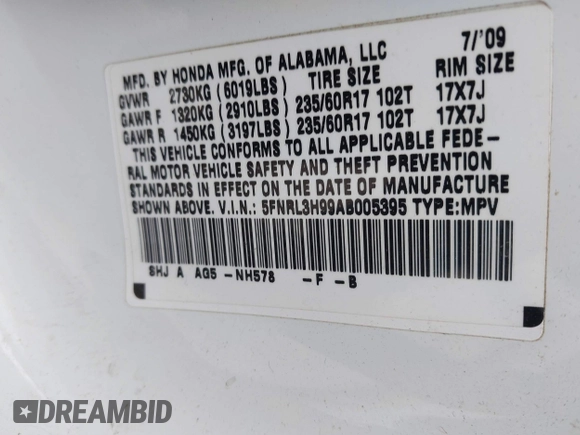 MFD. BY HONDA MFG. OF ALABAMA, LLC 7/'09
GVWR 2730KG (6019LBS) TIRE SIZE RIM SIZE
GAWR F 1320KG (2910LBS) 235/60R17 102T 17X7J
GAWR R 1450KG (3197LBS) 235/60R17 102T 17X7J
THIS VEHICLE CONFORMS TO ALL APPLICABLE FEDE-
RAL MOTOR VEHICLE SAFETY AND THEFT PREVENTION
STANDARDS IN EFFECT ON THE DATE OF MANUFACTURE
SHOWN ABOVE. V.I.N.: 5FNRL3H99AB005395 TYPE:MPV
SHJ A AG5 -NH578 -F -B
DREAMBID